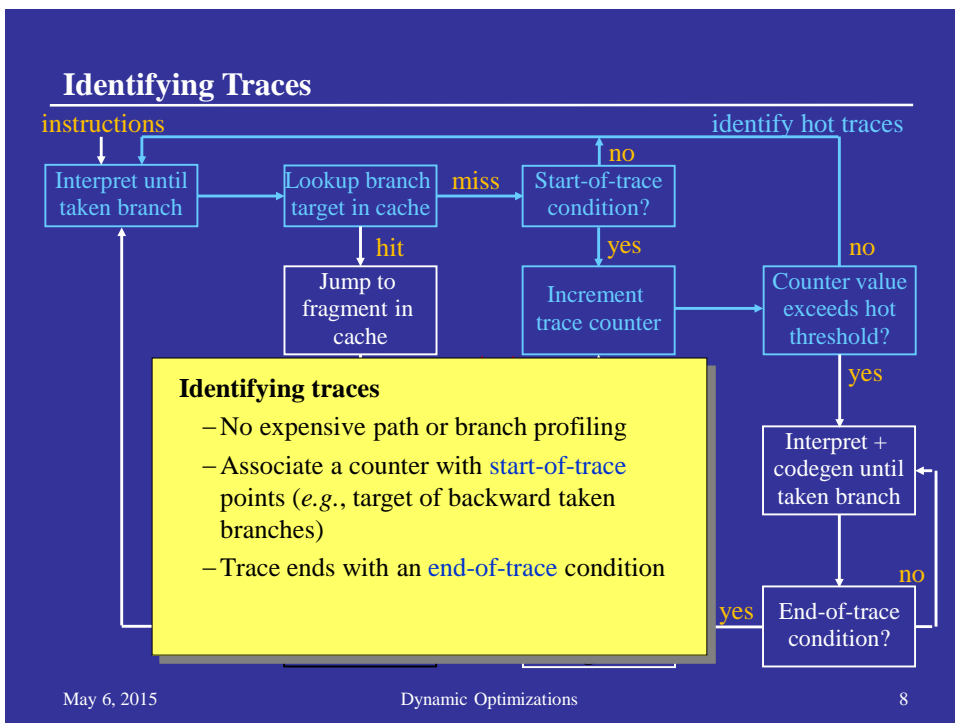 Identifying Traces
instructions
identify hot traces
Interpret until
taken branch
Lookup branch
target in cache
miss
Start-of-trace
condition?
no
hit
yes
no
Jump to
fragment in
cache
Increment
trace counter
Counter value
exceeds hot
threshold?
yes
Identifying traces
– No expensive path or branch profiling
– Associate a counter with start-of-trace
points (e.g., target of backward taken
branches)
– Trace ends with an end-of-trace condition
Interpret +
codegen until
taken branch
no
yes
End-of-trace
condition?
May 6, 2015
Dynamic Optimizations
8